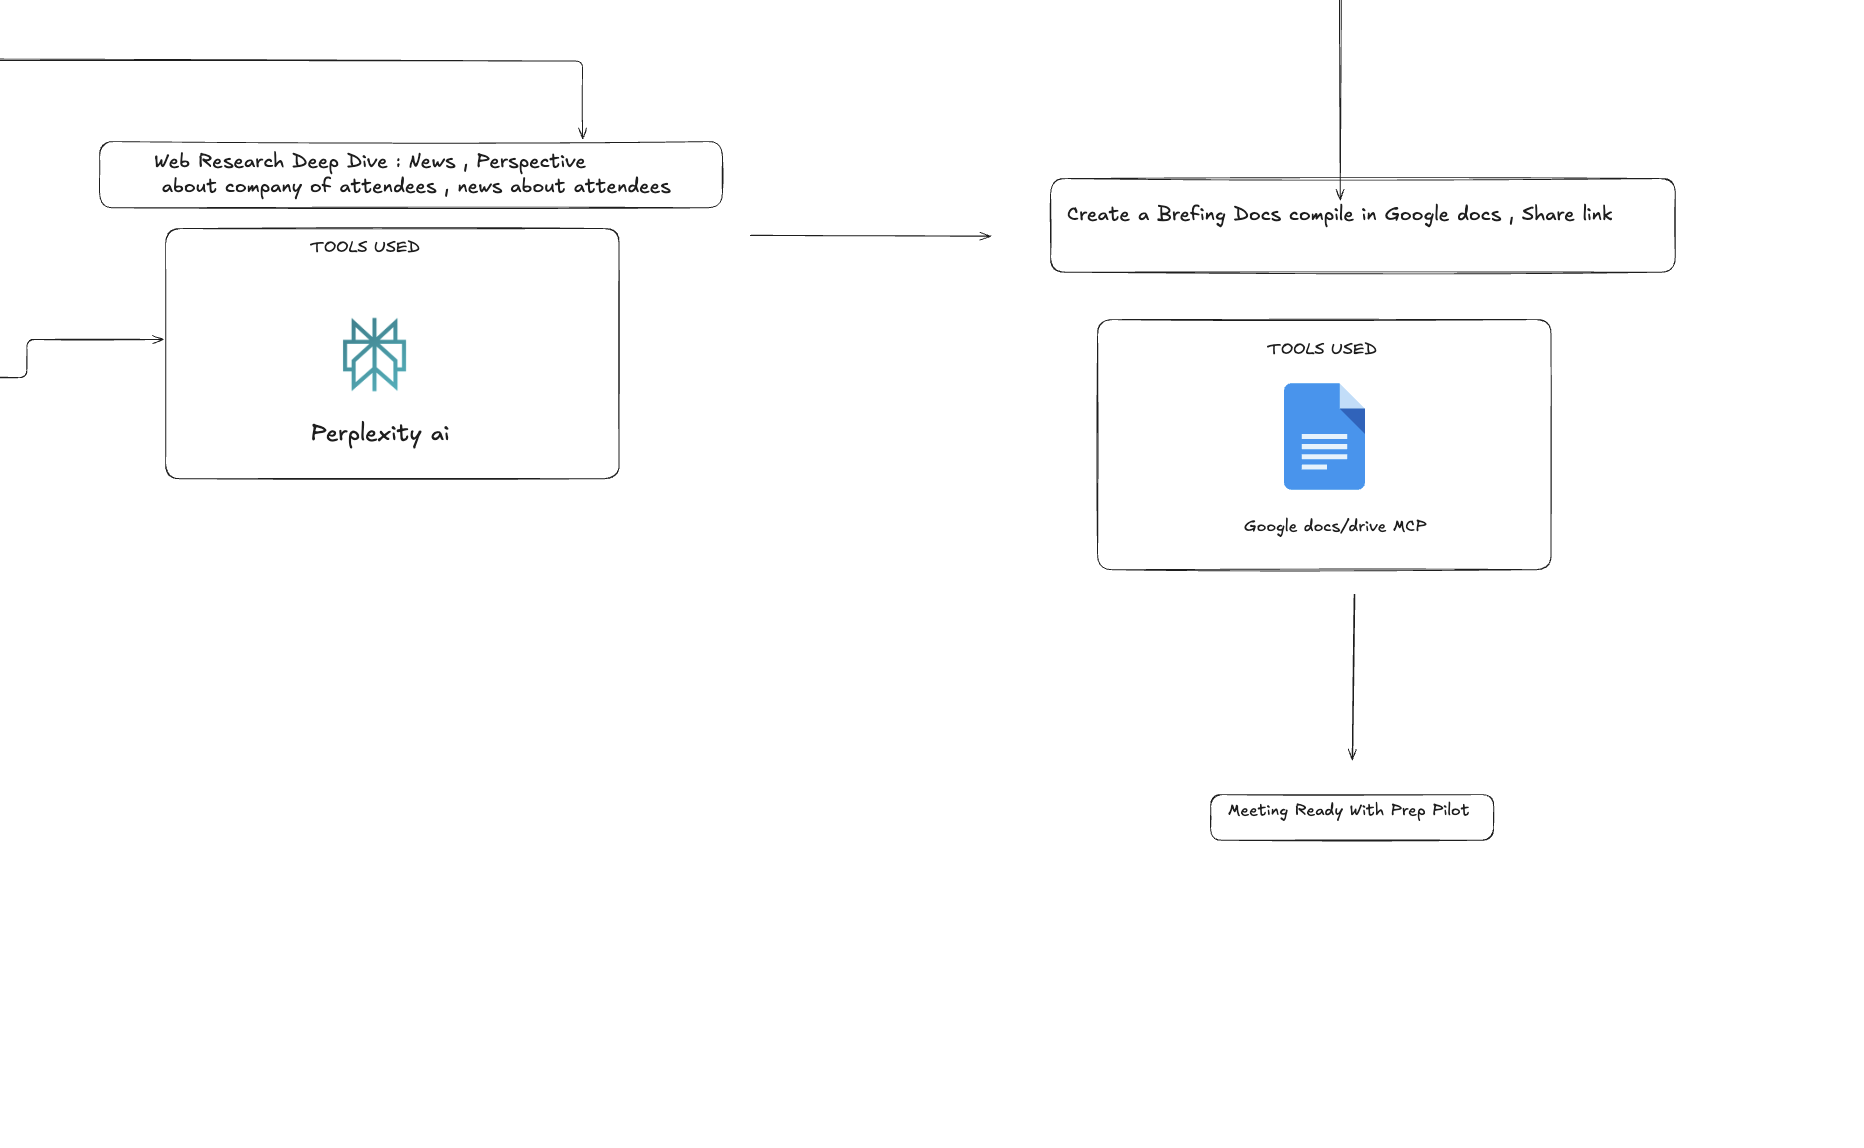 Web Research Deep Dive : News , Perspective
about company of attendees , news about attendees
TOOLS USED
Perplexity ai
Create a Brefing Docs compile in Google docs , Share link
TOOLS USED
Google docs/drive MCP
Meeting Ready With Prep Pilot